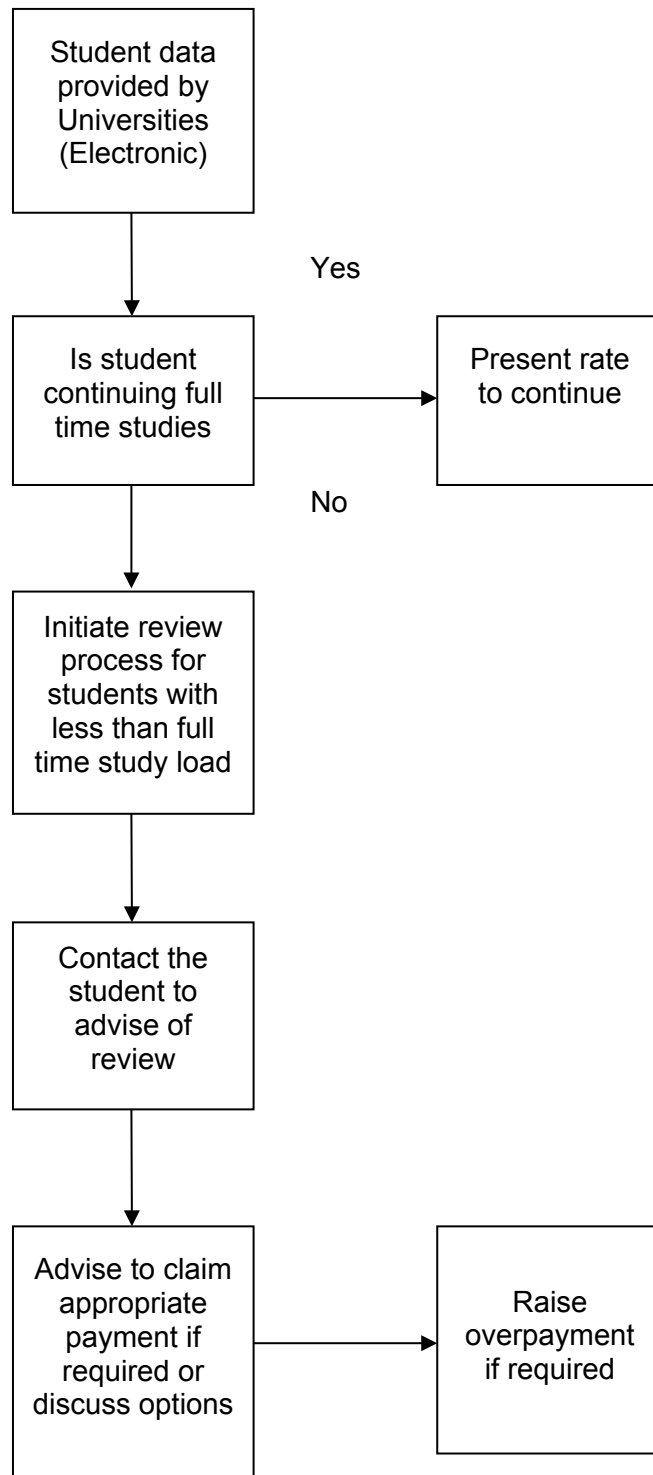 Student data
provided by
Universities
(Electronic)
Yes
Is student
continuing full
time studies
Present rate
to continue
No
Initiate review
process for
students with
less than full
time study load
Contact the
student to
advise of
review
Advise to claim
appropriate
payment if
required or
discuss options
Raise
overpayment
if required